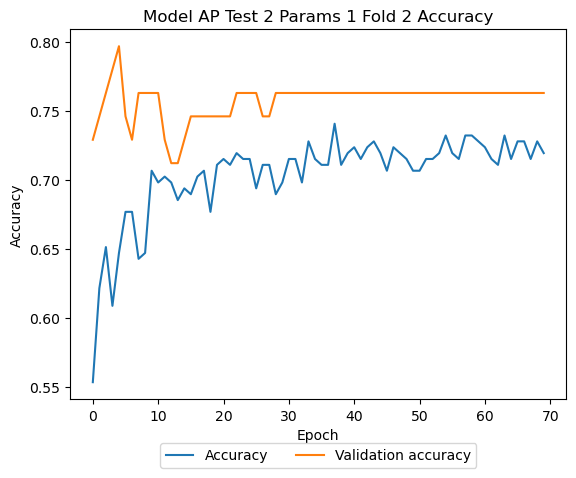 Model AP Test 2 Params 1 Fold 2 Accuracy
0.80
0.75
0.70
0.65
0.60
0.55
Accuracy
0 10 20 30 40 50 60 70
Epoch
Accuracy Validation accuracy